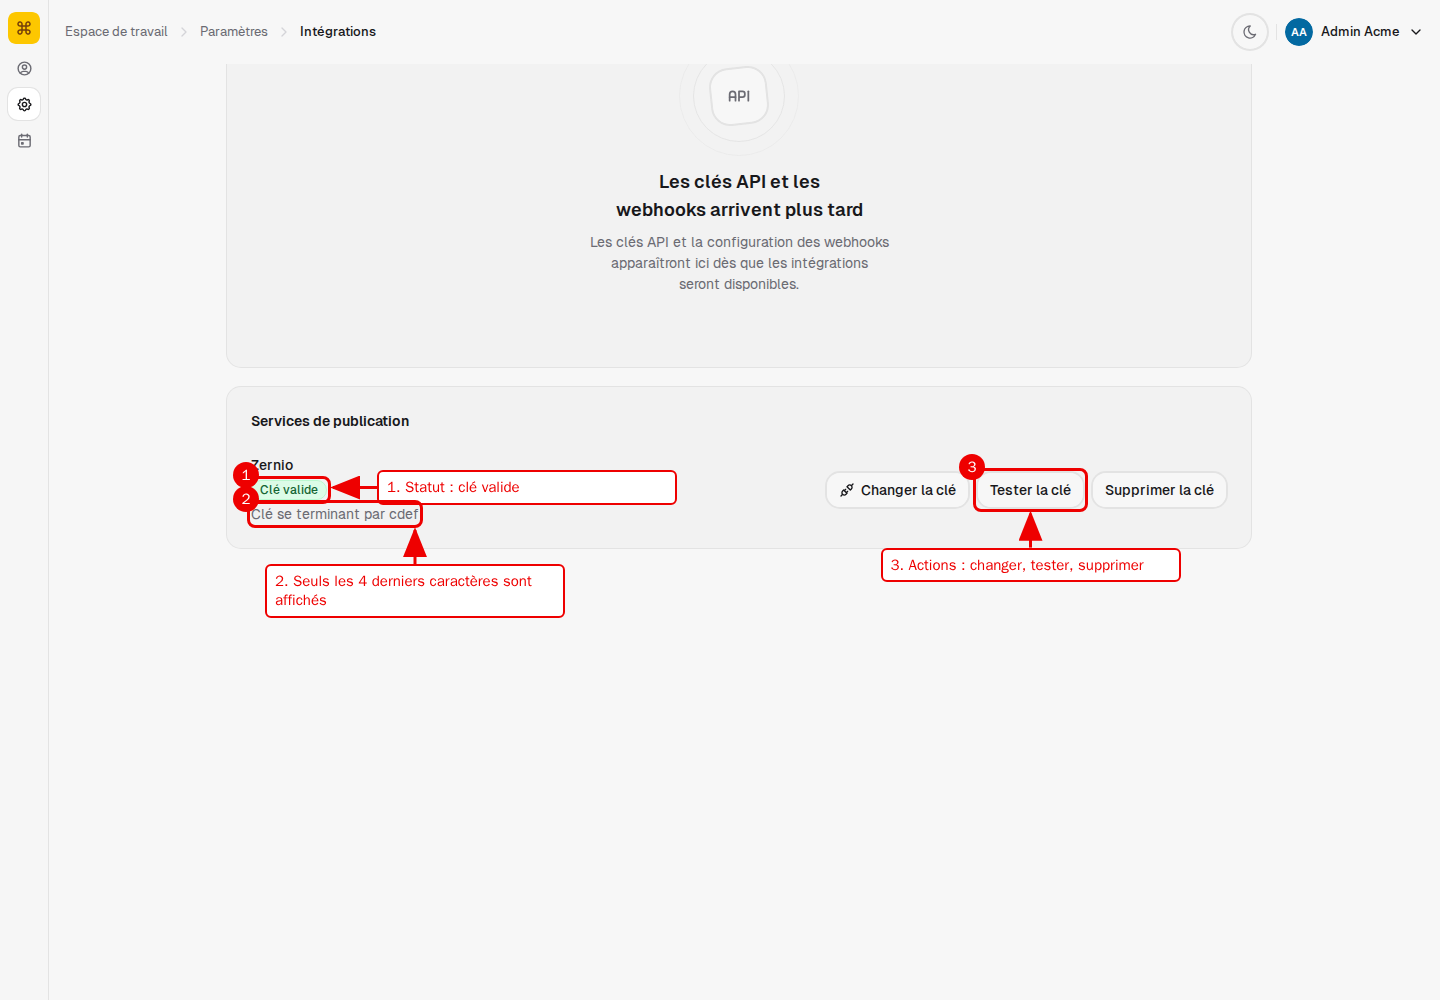 Espace de travail
Paramètres
Intégrations
AA
Admin Acme
API
Les clés API et les
webhooks arrivent plus tard
Les clés API et la configuration des webhooks
apparaîtront ici dès que les intégrations
seront disponibles.
Services de publication
Zernio
1
Clé valide
1. Statut : clé valide
2
Clé se terminant par cdef
2. Seuls les 4 derniers caractères sont
affichés
Changer la clé
3
Tester la clé
Supprimer la clé
3. Actions : changer, tester, supprimer